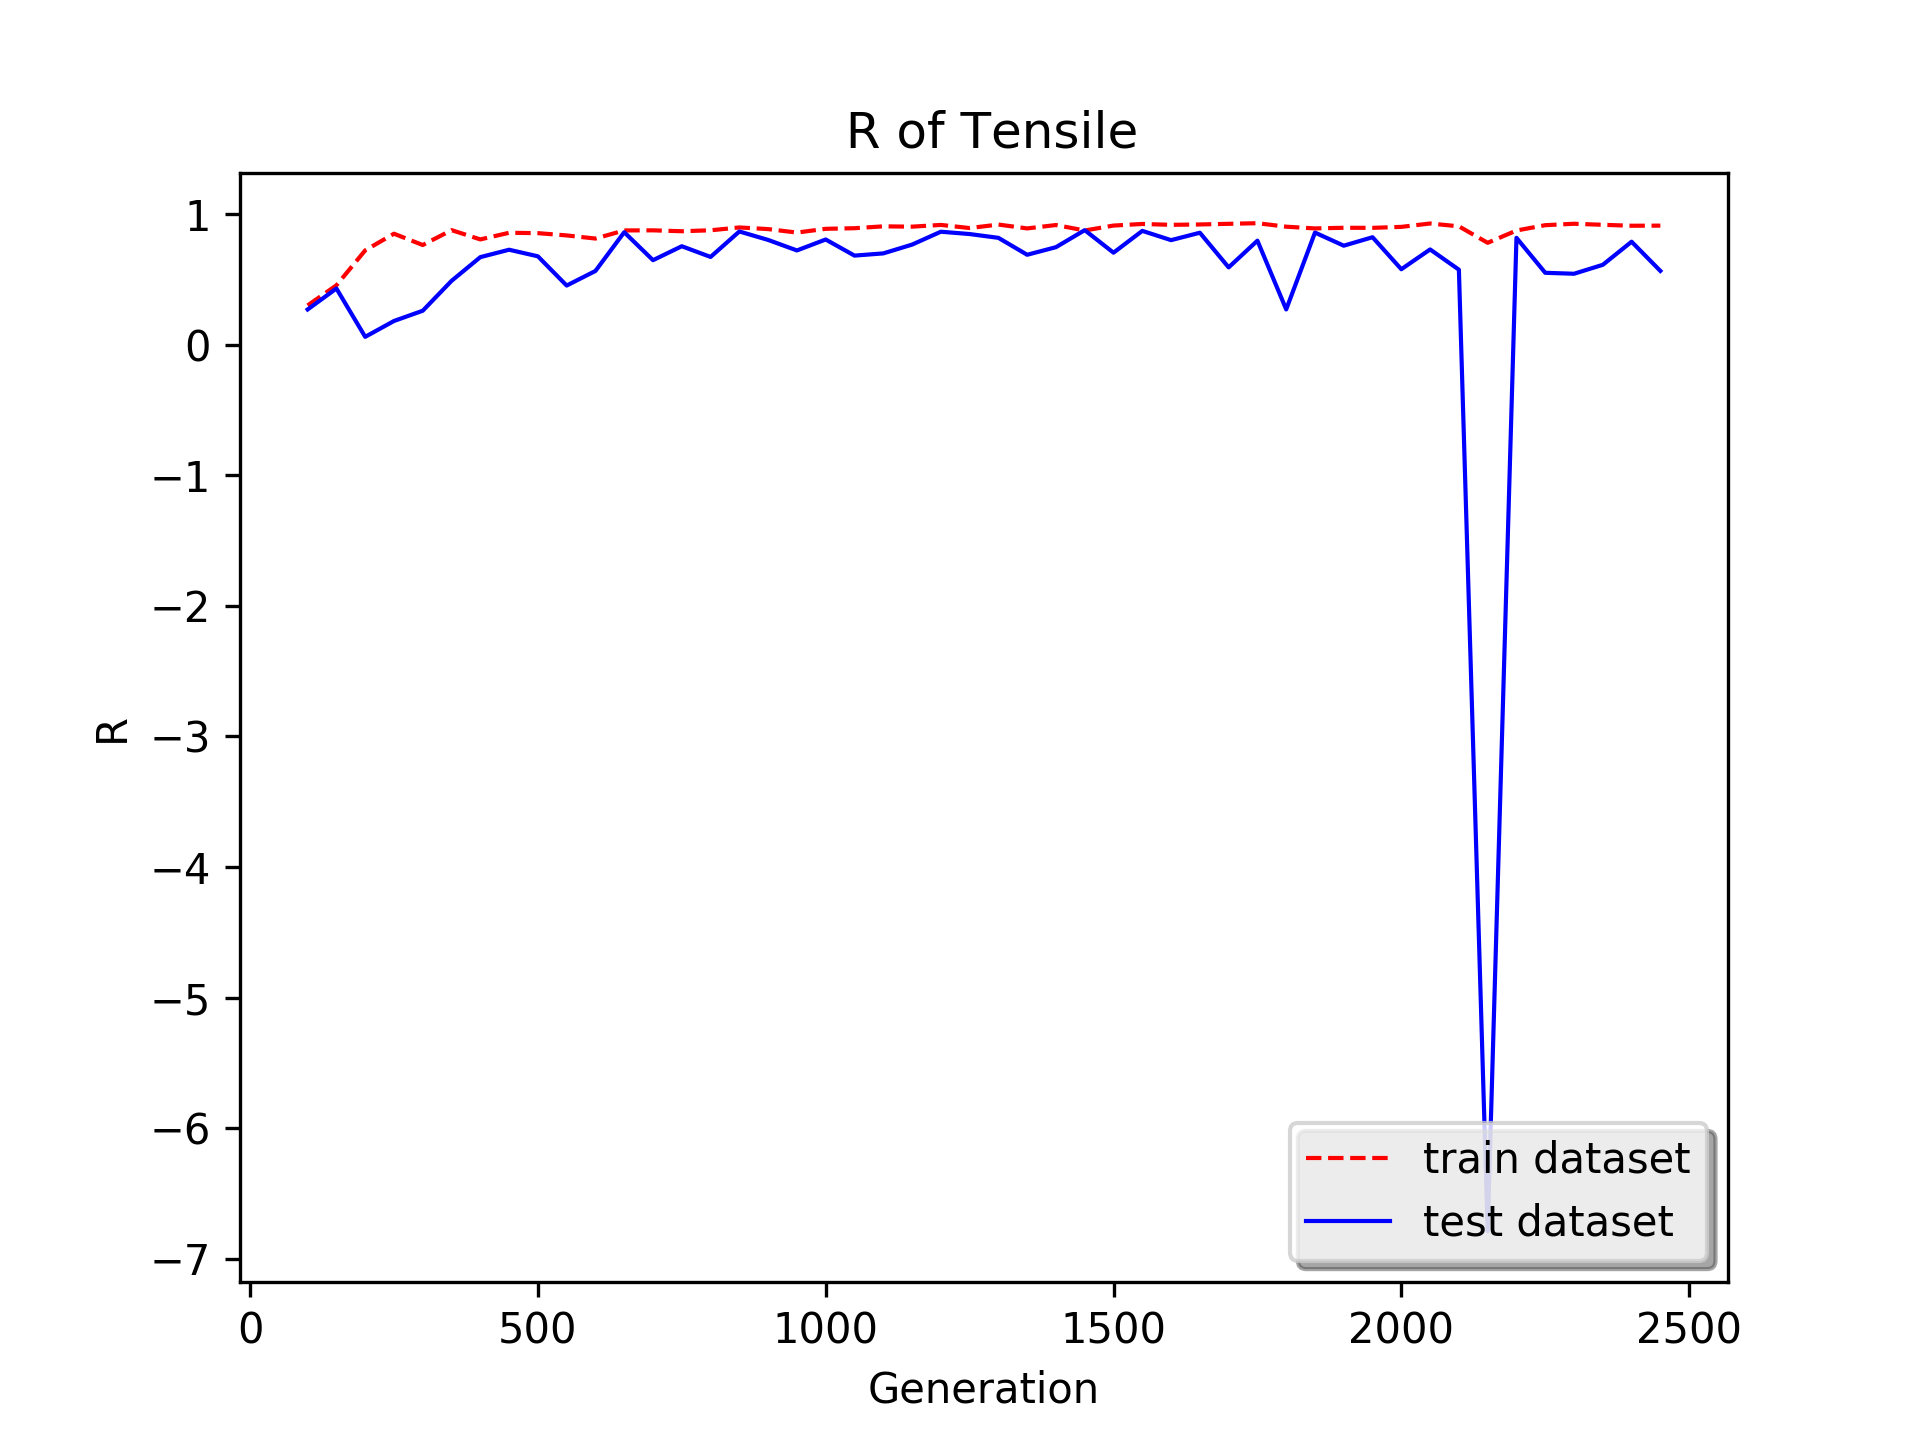 R of Tensile
R
1
0
−1
−2
−3
−4
−5
−6
−7
train dataset
test dataset
0 500 1000 1500 2000 2500
Generation